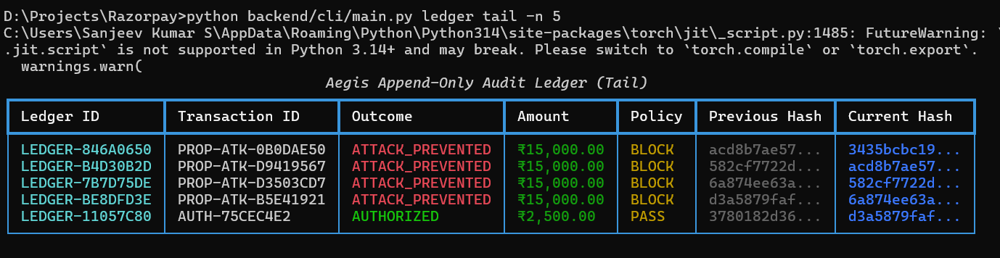 D:\Projects\Razorpay>python backend/cli/main.py ledger tail -n 5
C:\Users\Sanjeev Kumar S\AppData\Roaming\Python\Python314\site-packages\torch\jit\_script.py:1485: FutureWarning: `
.jit.script` is not supported in Python 3.14+ and may break. Please switch to `torch.compile` or `torch.export`.
  warnings.warn(
Aegis Append-Only Audit Ledger (Tail)
Ledger ID Transaction ID Outcome Amount Policy Previous Hash Current Hash
LEDGER-846A0650 PROP-ATK-0B0DAE50 ATTACK_PREVENTED ₹15,000.00 BLOCK acd8b7ae57... 3435bcbc19...
LEDGER-B4D30B2D PROP-ATK-D9419567 ATTACK_PREVENTED ₹15,000.00 BLOCK 582cf7722d... acd8b7ae57...
LEDGER-7B7D75DE PROP-ATK-D3503CD7 ATTACK_PREVENTED ₹15,000.00 BLOCK 6a874ee63a... 582cf7722d...
LEDGER-BE8DFD3E PROP-ATK-B5E41921 ATTACK_PREVENTED ₹15,000.00 BLOCK d3a5879faf... 6a874ee63a...
LEDGER-11057C80 AUTH-75CEC4E2 AUTHORIZED ₹2,500.00 PASS 3780182d36... d3a5879faf...